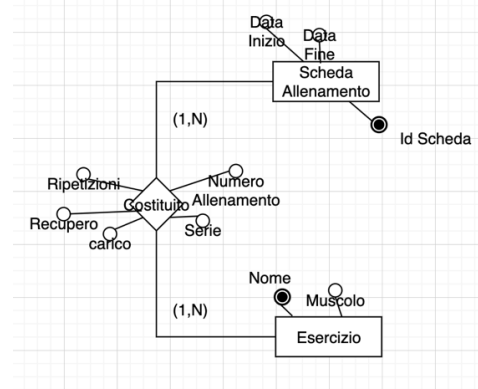 Data
Inizio
Data
Fine
Scheda
Allenamento
(1,N)
Id Scheda
Ripetizioni
Numero
Allenamento
Costituito
Recupero
Serie
carico
Nome
Muscolo
(1,N)
Esercizio